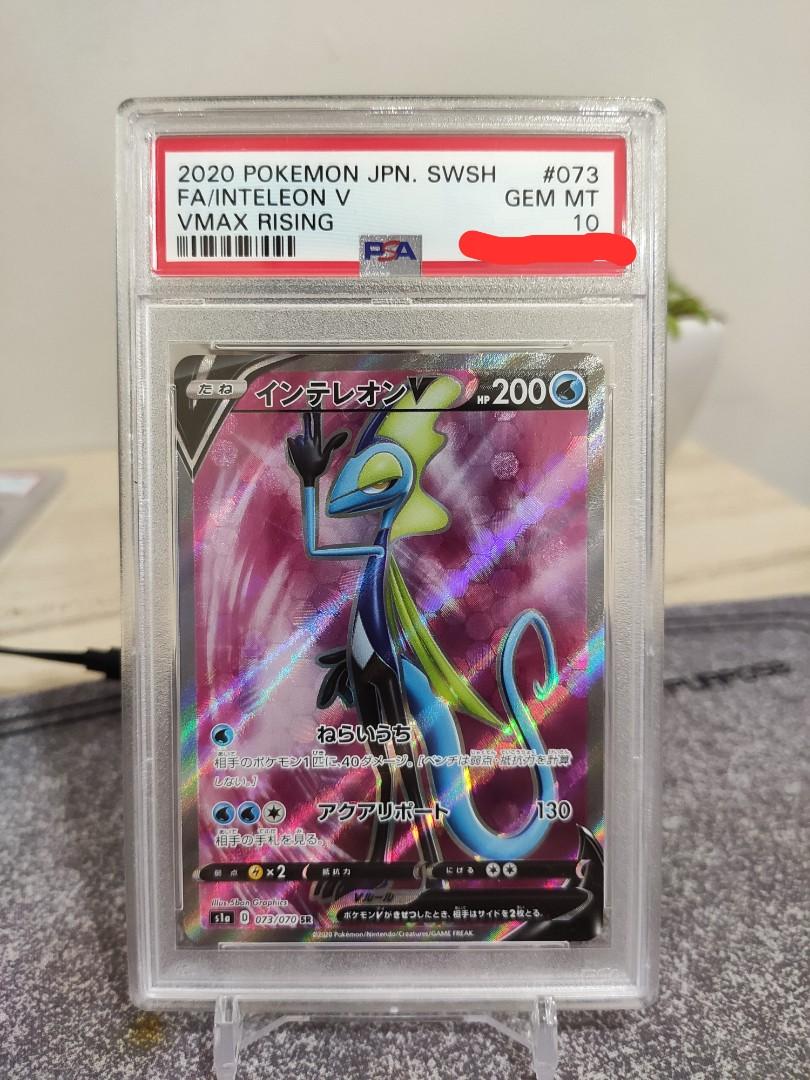 2020 POKEMON JPN. SWSH #073
FA/INTELEON V GEM MT
VMAX RISING 10
PSA
たね インテレオンV HP 200
ねらいうち
相手のポケモン1匹に、40ダメージ。[ベンチは弱点・抵抗力を計算
しない。]
アクアリポート 130
相手の手札を見る。
弱点 ×2 抵抗力 にげる
Vルール
Illus. 5ban Graphics
s1a D 073/070 SR ポケモンVがきぜつしたとき、相手はサイドを2枚とる。
©2020 Pokémon/Nintendo/Creatures/GAME FREAK